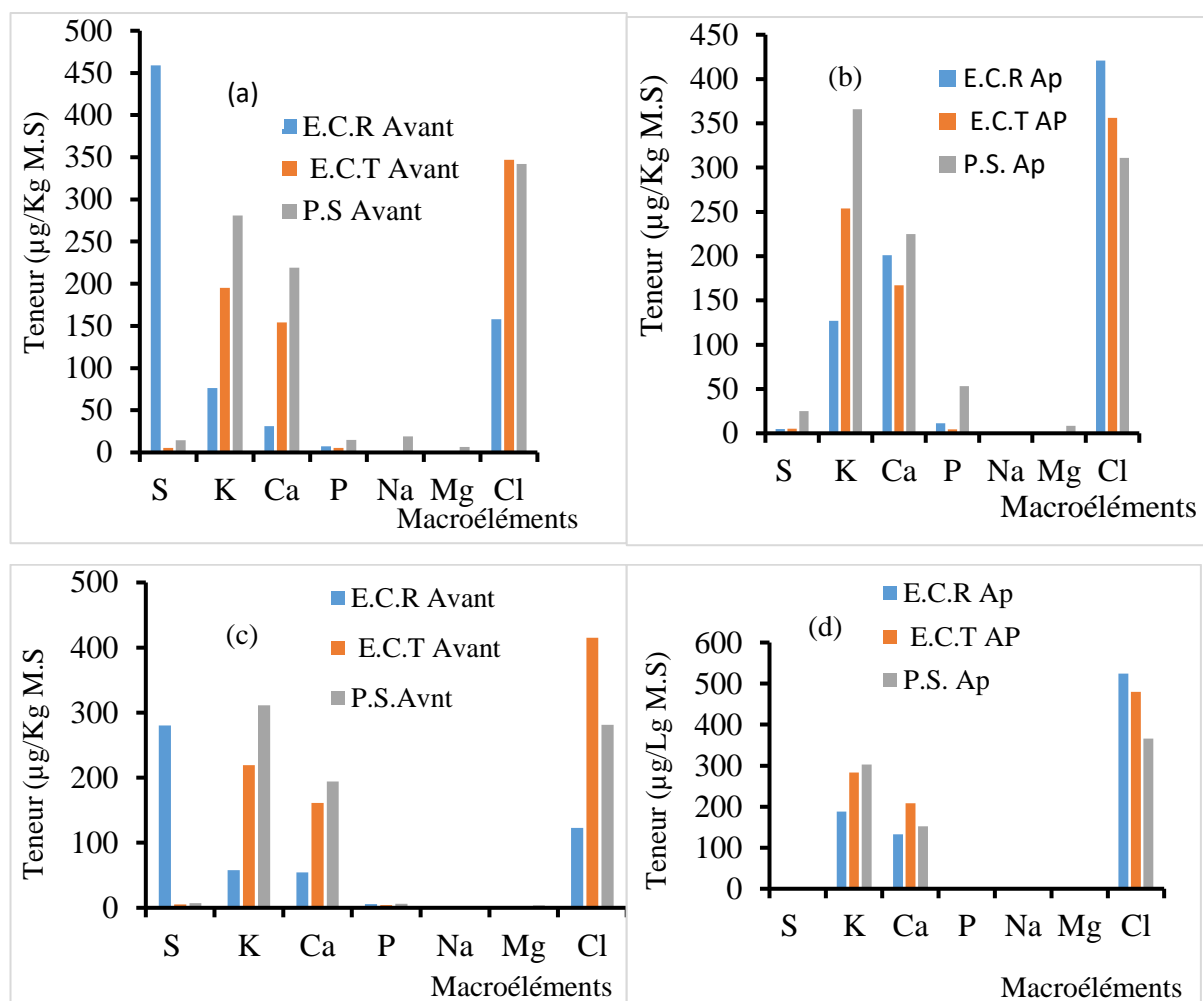 Teneur (µg/Kg M.S)
500
450
400
350
300
250
200
150
100
50
0
(a)
E.C.R Avant
E.C.T Avant
P.S Avant
S K Ca P Na Mg Cl
Macroéléments
Teneur (µg/Kg M.S)
450
400
350
300
250
200
150
100
50
0
(b)
E.C.R Ap
E.C.T AP
P.S. Ap
S K Ca P Na Mg Cl
Macroéléments
Teneur (µg/Kg M.S
500
400
300
200
100
0
(c)
E.C.R Avant
E.C.T Avant
P.S.Avnt
S K Ca P Na Mg Cl
Macroéléments
Teneur (µg/Lg M.S)
600
500
400
300
200
100
0
(d)
E.C.R Ap
E.C.T AP
P.S. Ap
S K Ca P Na Mg Cl
Macroéléments